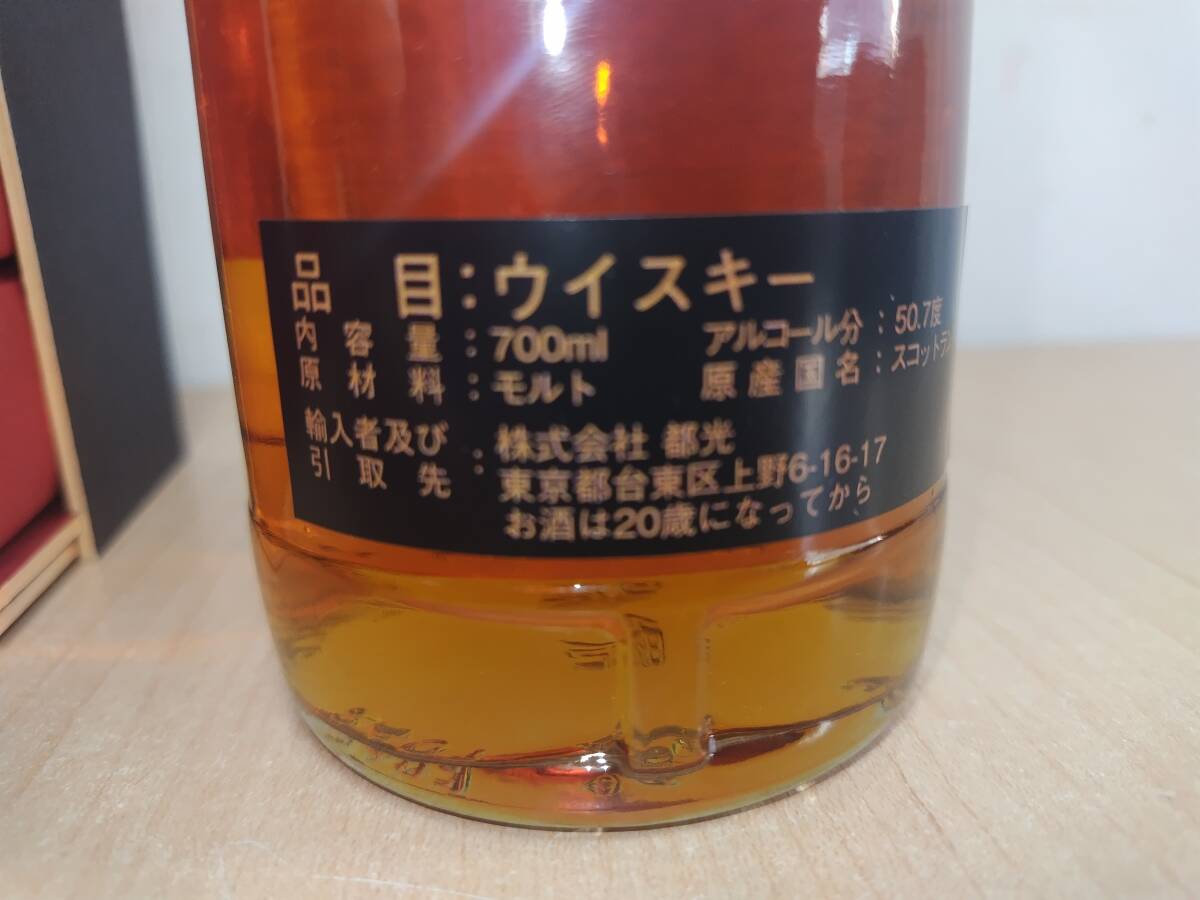 品目:ウイスキー
内容量:700ml アルコール分:50.7度
原材料:モルト 原産国名:スコットラン
輸入者及び
引取先:株式会社 都光
東京都台東区上野6-16-17
お酒は20歳になってから